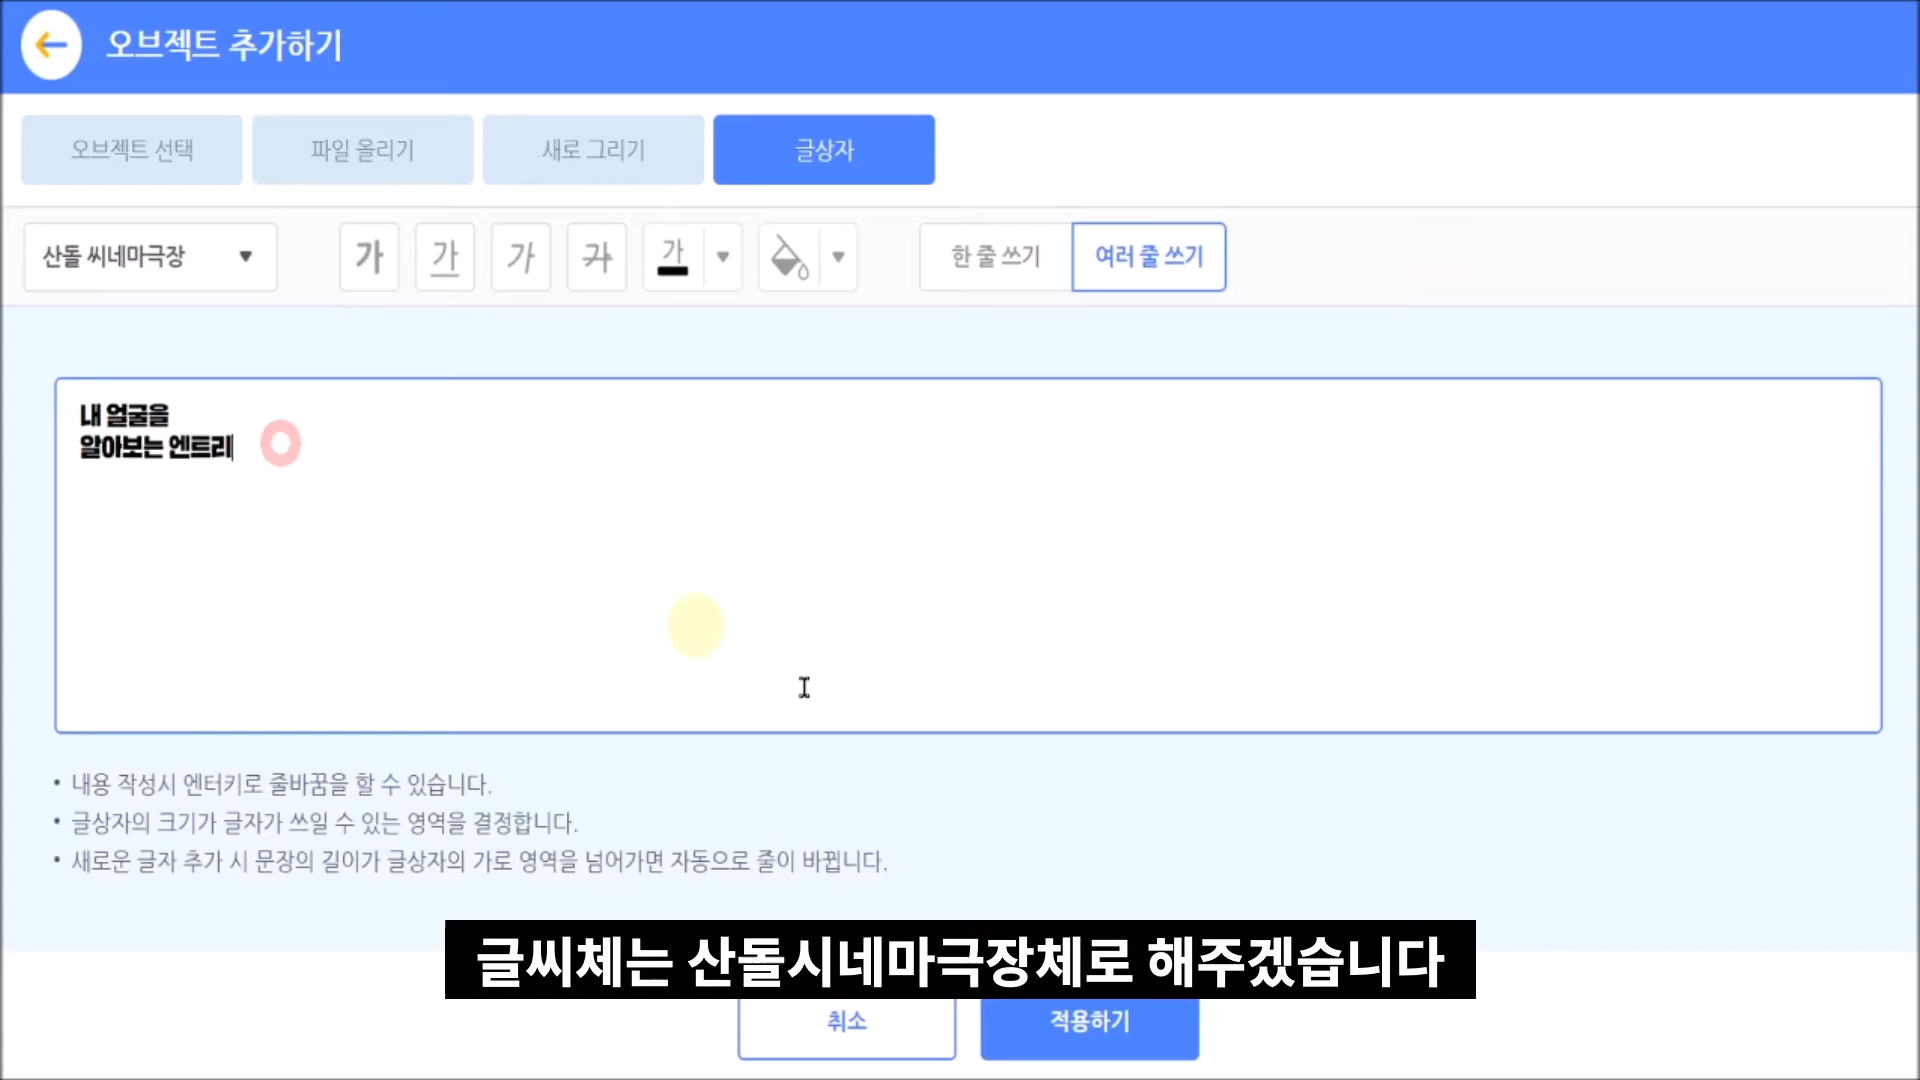 오브젝트 추가하기
오브젝트 선택 파일 올리기 새로 그리기 글상자
산돌 씨네마극장 가 가 가 가 가 한 줄 쓰기 여러 줄 쓰기
내 얼굴을
알아보는 엔트리
• 내용 작성시 엔터키로 줄바꿈을 할 수 있습니다.
• 글상자의 크기가 글자가 쓰일 수 있는 영역을 결정합니다.
• 새로운 글자 추가 시 문장의 길이가 글상자의 가로 영역을 넘어가면 자동으로 줄이 바뀝니다.
글씨체는 산돌시네마극장체로 해주겠습니다
취소 적용하기